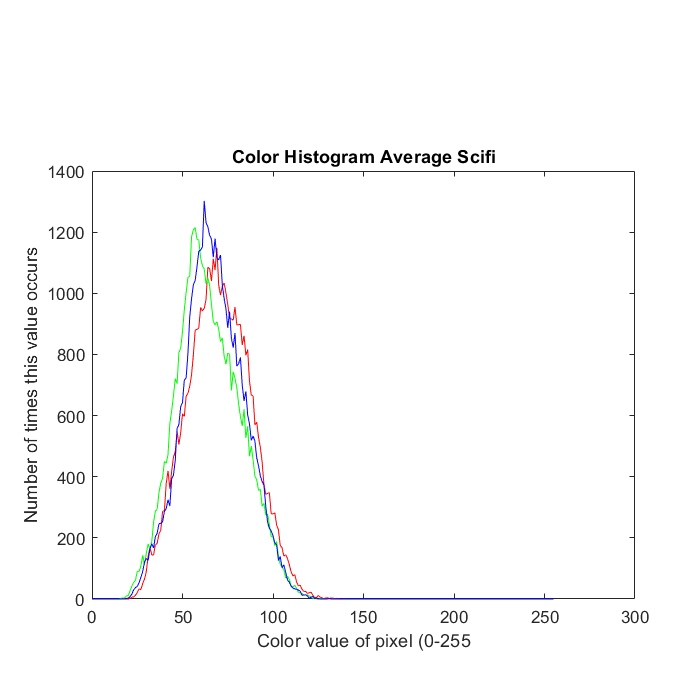 Color Histogram Average Scifi
1400
1200
1000
800
600
400
200
0
Number of times this value occurs
0 50 100 150 200 250 300
Color value of pixel (0-255